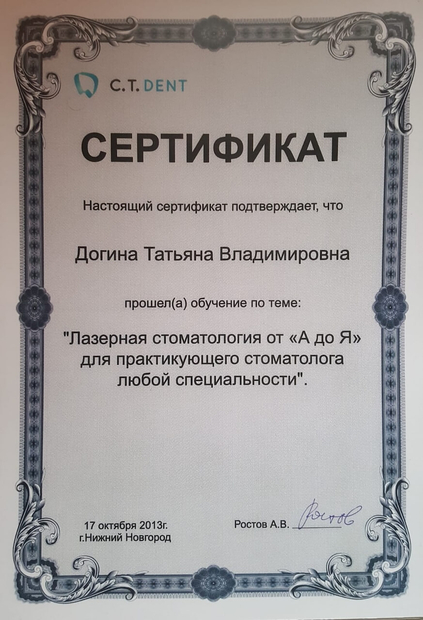 C.T. DENT
СЕРТИФИКАТ
Настоящий сертификат подтверждает, что
Догина Татьяна Владимировна
прошел(а) обучение по теме:
"Лазерная стоматология от «А до Я»
для практикующего стоматолога
любой специальности".
17 октября 2013г.
г.Нижний Новгород
Ростов А.В. Ростов